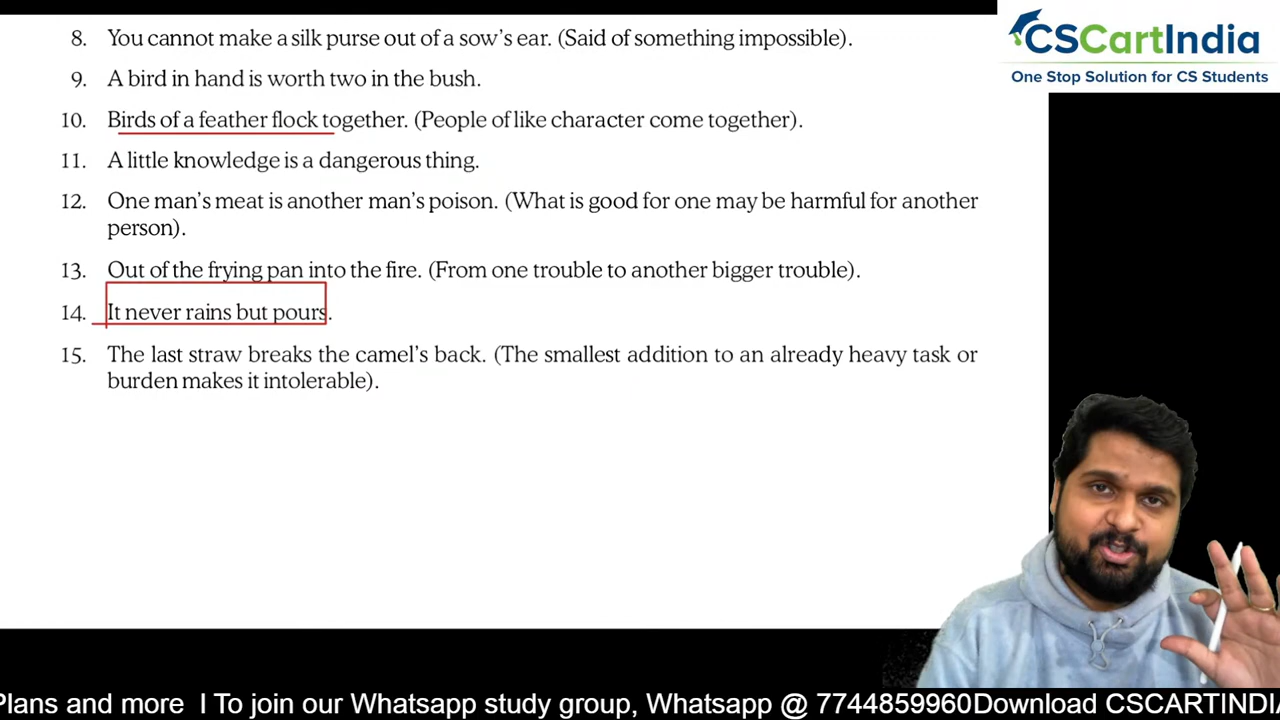 8. You cannot make a silk purse out of a sow's ear. (Said of something impossible).
9. A bird in hand is worth two in the bush.
10. Birds of a feather flock together. (People of like character come together).
11. A little knowledge is a dangerous thing.
12. One man's meat is another man's poison. (What is good for one may be harmful for another
person).
13. Out of the frying pan into the fire. (From one trouble to another bigger trouble).
14. It never rains but pours.
15. The last straw breaks the camel's back. (The smallest addition to an already heavy task or
burden makes it intolerable).
CSCartIndia
One Stop Solution for CS Students
Plans and more I To join our Whatsapp study group, Whatsapp @ 7744859960Download CSCARTINDIA